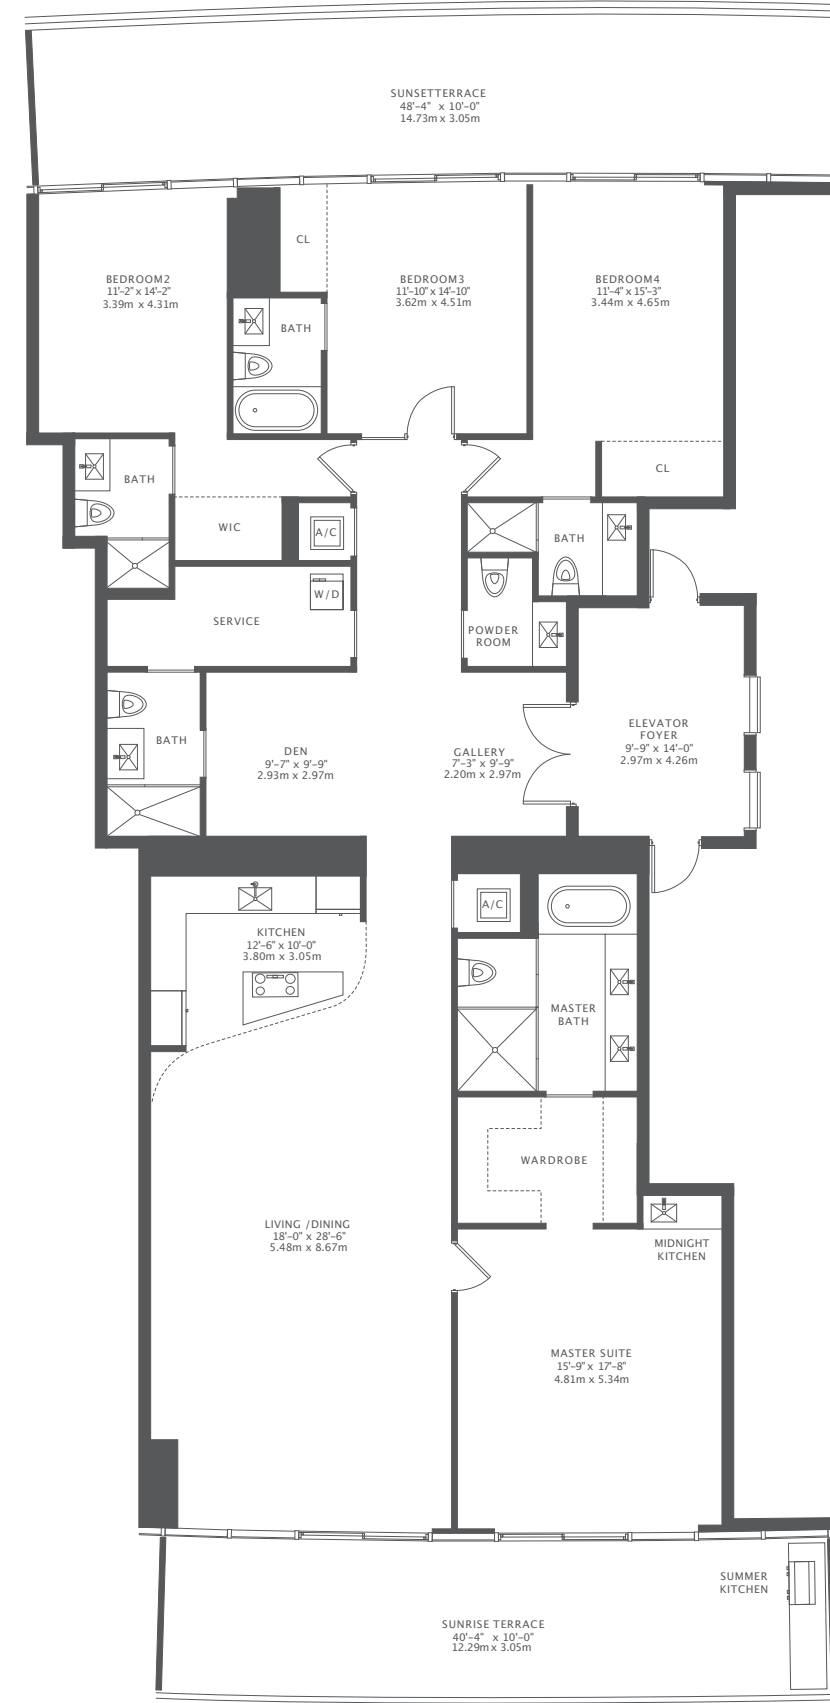 SUNSETTERRACE
48'-4" x 10'-0"
14.73m x 3.05m
CL
BEDROOM2
11'-2" x 14'-2"
3.39m x 4.31m
BEDROOM3
11'-10" x 14'-10"
3.62m x 4.51m
BEDROOM4
11'-4" x 15'-3"
3.44m x 4.65m
BATH
CL
BATH
WIC
A/C
BATH
W/D
SERVICE
POWDER
ROOM
BATH
DEN
9'-7" x 9'-9"
2.93m x 2.97m
GALLERY
7'-3" x 9'-9"
2.20m x 2.97m
ELEVATOR
FOYER
9'-9" x 14'-0"
2.97m x 4.26m
A/C
KITCHEN
12'-6" x 10'-0"
3.80m x 3.05m
MASTER
BATH
WARDROBE
LIVING /DINING
18'-0" x 28'-6"
5.48m x 8.67m
MIDNIGHT
KITCHEN
MASTER SUITE
15'-9" x 17'-8"
4.81m x 5.34m
SUMMER
KITCHEN
SUNRISE TERRACE
40'-4" x 10'-0"
12.29m x 3.05m